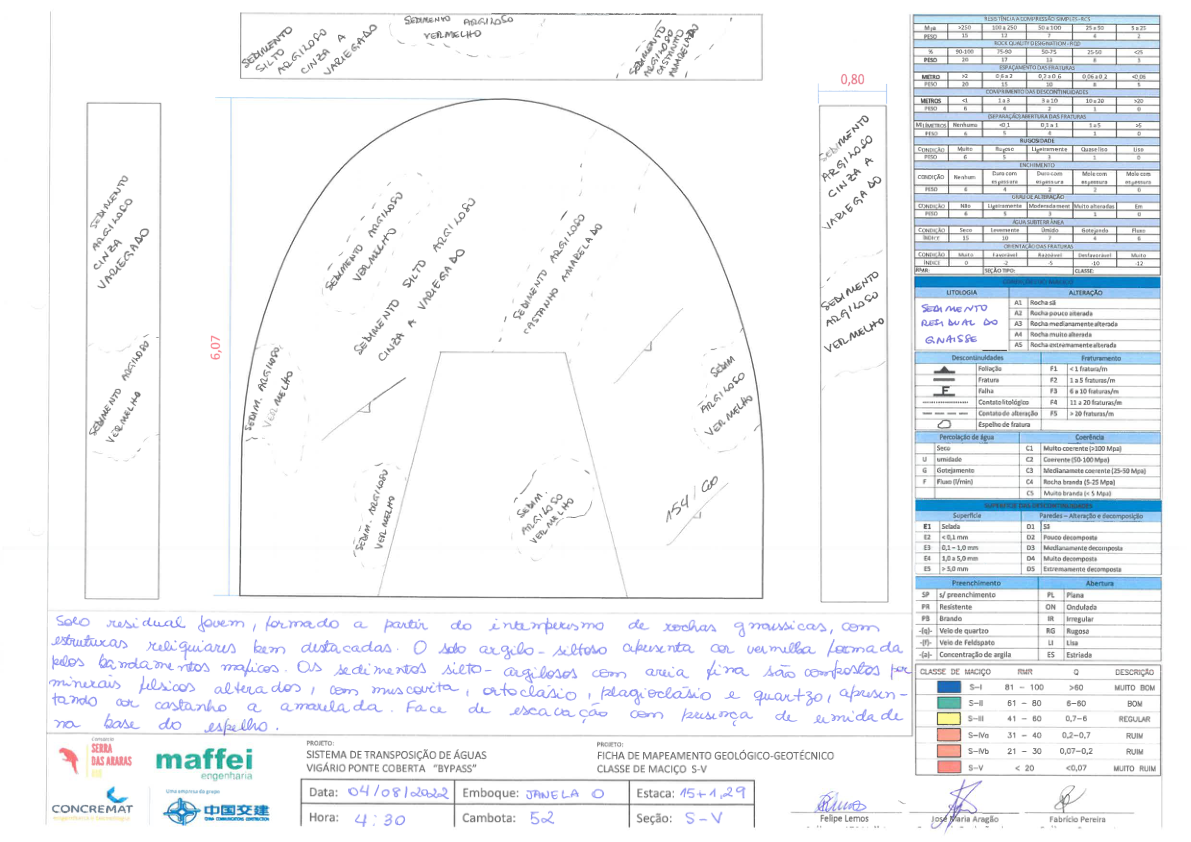 SEDIMENTO SILTO ARGILOSO CINZA A VARIEGADO
SEDIMENTO ARGILOSO VERMELHO
SEDIMENTO ARGILOSO CASTANHO AMARELADO
0,80
6,07
SEDIMENTO ARGILOSO CINZA VARIEGADO
SEDIMENTO ARGILOSO VERMELHO
SEDIMENTO ARGILOSO VERMELHO
SEDIMENTO SILTO ARGILOSO CINZA A VARIEGADO
SEDIMENTO ARGILOSO CASTANHO AMARELADO
SEDIM. ARGILOSO VERMELHO
SEDIM. ARGILOSO VERMELHO
SEDIM. ARGILOSO VERMELHO
SEDIM ARGILOSO VERMELHO
154/60
SEDIMENTO ARGILOSO CINZA A VARIEGADO
SEDIMENTO ARGILOSO VERMELHO
RESISTÊNCIA A COMPRESSÃO SIMPLES - RCS
Mpa >250 100 a 250 50 a 100 25 a 50 5 a 25
PESO 15 12 7 4 2
ROCK QUALITY DESIGNATION - RQD
% 90-100 75-90 50-75 25-50 <25
PESO 20 17 13 8 3
ESPAÇAMENTO DAS FRATURAS
METRO >2 0,6 a 2 0,2 a 0,6 0,06 a 0,2 <0,06
PESO 20 15 10 8 5
COMPRIMENTO DAS DESCONTINUIDADES
METROS <1 1 a 3 3 a 10 10 a 20 >20
PESO 6 4 2 1 0
SEPARAÇÃO/ABERTURA DAS FRATURAS
MILÍMETROS Nenhuma <0,1 0,1 a 1 1 a 5 >5
PESO 6 5 4 1 0
RUGOSIDADE
CONDIÇÃO Muito Rugoso Ligeiramente Quase liso Liso
PESO 6 5 3 1 0
ENCHIMENTO
CONDIÇÃO Nenhum Duro com espessura Duro com espessura Mole com espessura Mole com espessura
PESO 6 4 2 2 0
GRAU DE ALTERAÇÃO
CONDIÇÃO Não Ligeiramente Moderadament Muito alteradas Em
PESO 6 5 3 1 0
ÁGUA SUBTERRÂNEA
CONDIÇÃO Seco Levemente Úmido Gotejando Fluxo
ÍNDICE 15 10 7 4 0
ORIENTAÇÃO DAS FRATURAS
CONDIÇÃO Muito Favorável Razoável Desfavorável Muito
ÍNDICE 0 -2 -5 -10 -12
RMR: SEÇÃO TIPO: CLASSE:
LITOLOGIA ALTERAÇÃO
SEDIMENTO RESIDUAL DO GNAISSE
A1 Rocha sã
A2 Rocha pouco alterada
A3 Rocha medianamente alterada
A4 Rocha muito alterada
A5 Rocha extremamente alterada
Descontinuidades Fraturamento
Foliação F1 < 1 fratura/m
Fratura F2 1 a 5 fraturas/m
F Falha F3 6 a 10 fraturas/m
Contato litológico F4 11 a 20 fraturas/m
Contato de alteração F5 > 20 fraturas/m
Espelho de fratura
Percolação de água Coerência
Seco C1 Muito coerente (>100 Mpa)
U umidade C2 Coerente (50-100 Mpa)
G Gotejamento C3 Medianamete coerente (25-50 Mpa)
F Fluxo (l/min) C4 Rocha branda (5-25 Mpa)
C5 Muito branda (< 5 Mpa)
Superfície Paredes – Alteração e decomposição
E1 Selada D1 Sã
E2 < 0,1 mm D2 Pouco decomposta
E3 0,1 – 1,0 mm D3 Medianamente decomposta
E4 1,0 a 5,0 mm D4 Muito decomposta
E5 > 5,0 mm D5 Extremamente decomposta
Preenchimento Abertura
SP s/ preenchimento PL Plana
PR Resistente ON Ondulada
PB Brando IR Irregular
-(q)- Veio de quartzo RG Rugosa
-(f)- Veio de Feldspato LI Lisa
-(a)- Concentração de argila ES Estriada
CLASSE DE MACIÇO RMR Q DESCRIÇÃO
S-I 81 – 100 >60 MUITO BOM
S-II 61 – 80 6-60 BOM
S-III 41 – 60 0,7-6 REGULAR
S-IVa 31 – 40 0,2-0,7 RUIM
S-IVb 21 – 30 0,07-0,2 RUIM
S-V < 20 <0,07 MUITO RUIM
Solo residual jovem, formado a partir do intemperismo de rochas gnaissicas, com
estruturas reliquiares bem destacadas. O solo argilo-siltoso apresenta cor vermelha formada
pelos bandamentos maficos. Os sedimentos silto-argilosos com areia fina são compostos por
minerais felsicos alterados, com muscovita, ortoclásio, plagioclásio e quartzo, apresen-
tando cor castanho a amarelada. Face de escavação com presença de umidade
na base do espelho.
Consórcio
SERRA DAS ARARAS
maffei
engenharia
CONCREMAT
engenharia e tecnologia
Uma empresa do grupo
中国交建
PROJETO:
SISTEMA DE TRANSPOSIÇÃO DE ÁGUAS
VIGÁRIO PONTE COBERTA "BYPASS"
PROJETO:
FICHA DE MAPEAMENTO GEOLÓGICO-GEOTÉCNICO
CLASSE DE MACIÇO S-V
Data: 04/08/2022 Emboque: JANELA O Estaca: 15+1,29
Hora: 4:30 Cambota: 52 Seção: S-V
Felipe Lemos
José Maria Aragão
Fabrício Pereira